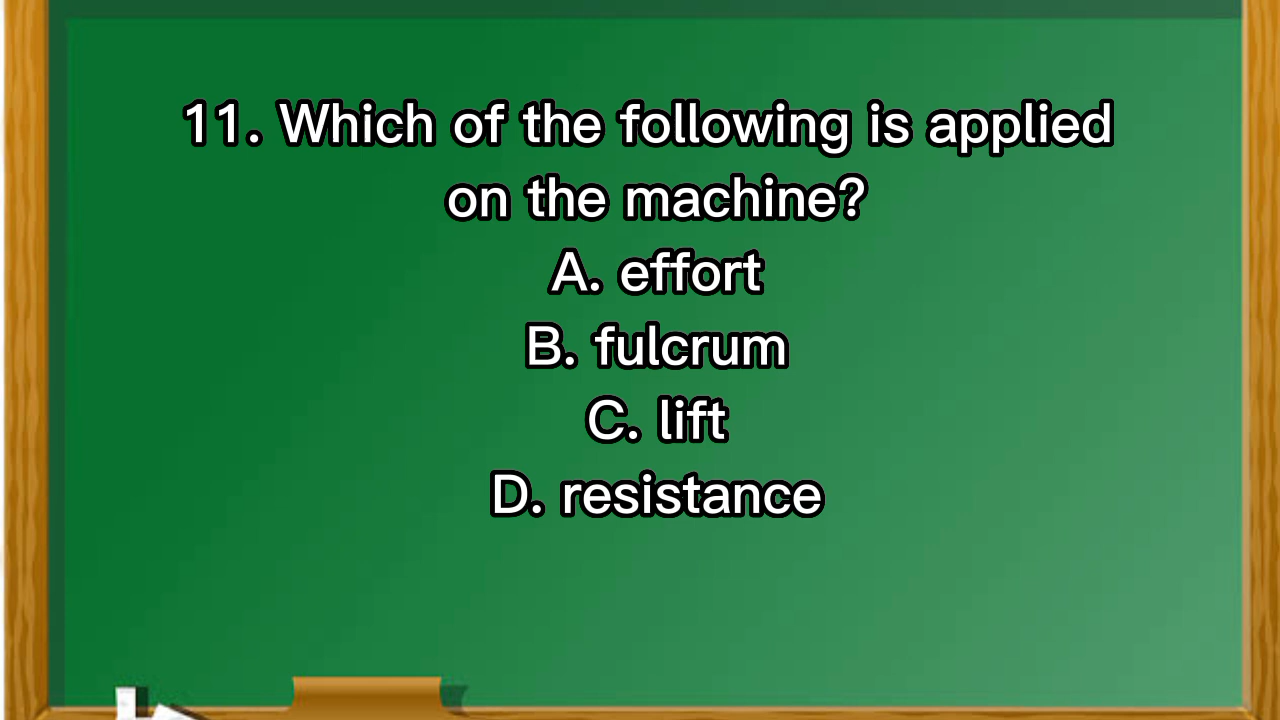 11. Which of the following is applied
on the machine?
A. effort
B. fulcrum
C. lift
D. resistance